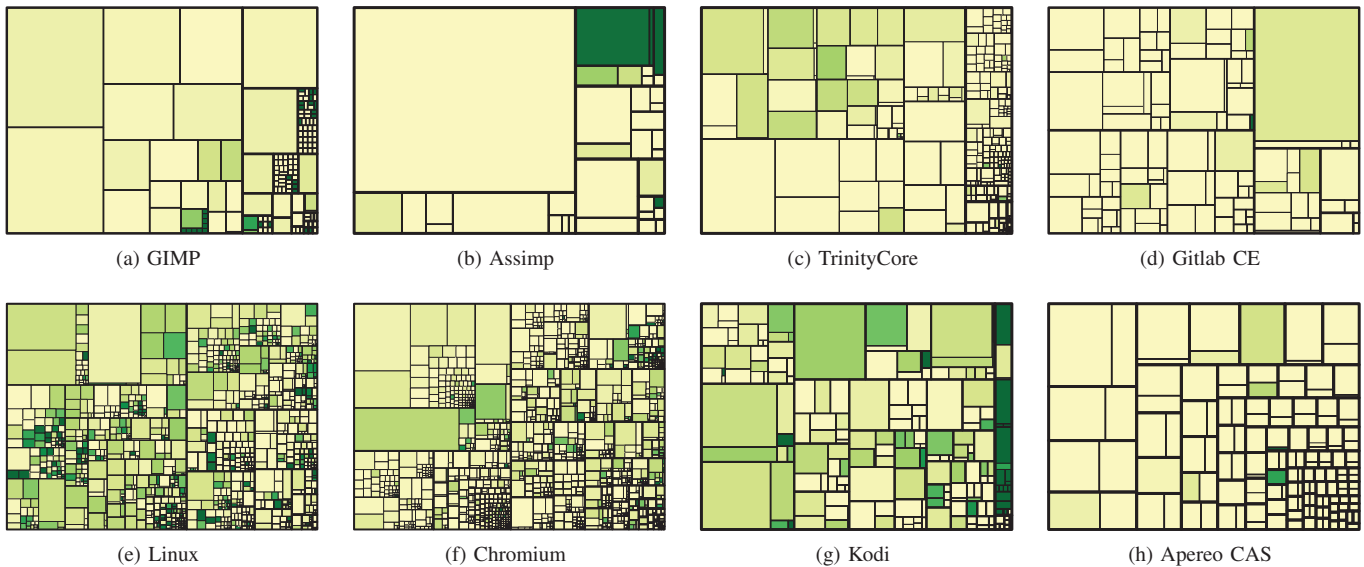 (a) GIMP
(b) Assimp
(c) TrinityCore
(d) Gitlab CE
(e) Linux
(f) Chromium
(g) Kodi
(h) Apereo CAS